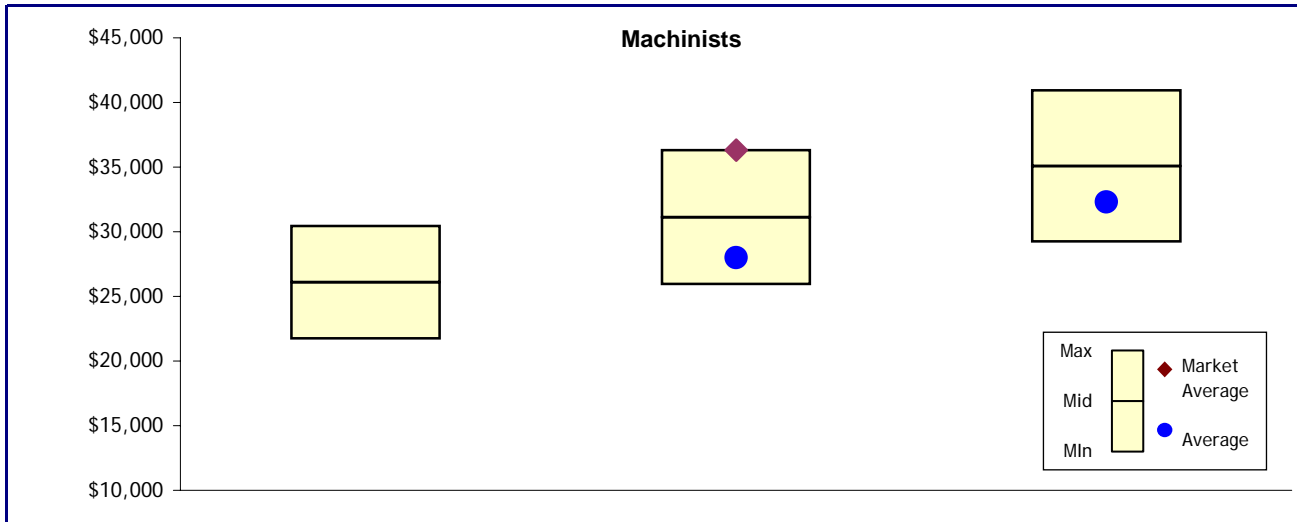 Machinists
$45,000
$40,000
$35,000
$30,000
$25,000
$20,000
$15,000
$10,000
Max
Mid
MIn
Market
Average
Average